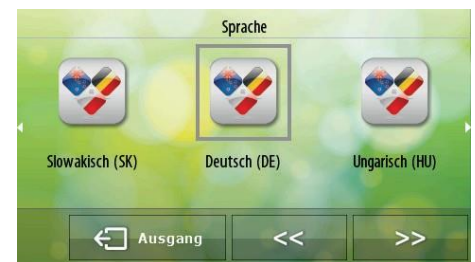 Sprache
Slowakisch (SK) Deutsch (DE) Ungarisch (HU)
Ausgang << >>